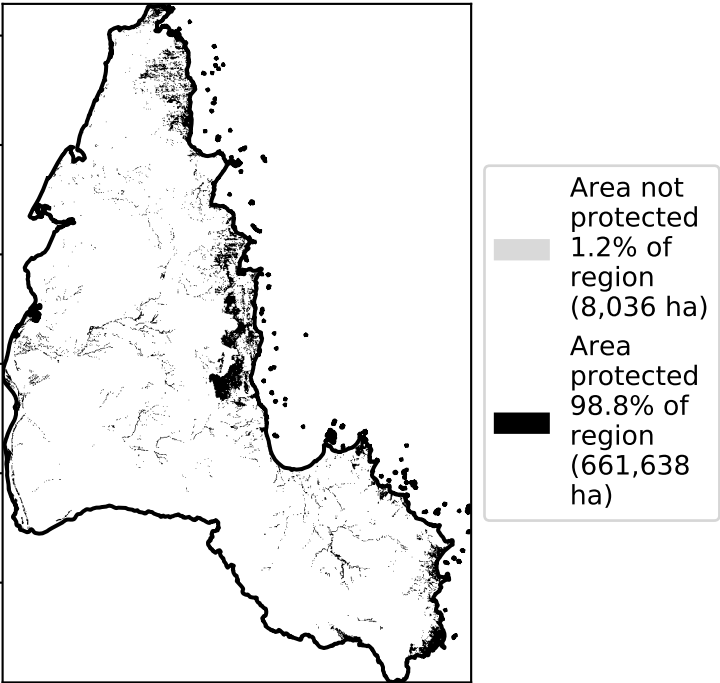 Area not
protected
1.2% of
region
(8,036 ha)
Area
protected
98.8% of
region
(661,638
ha)